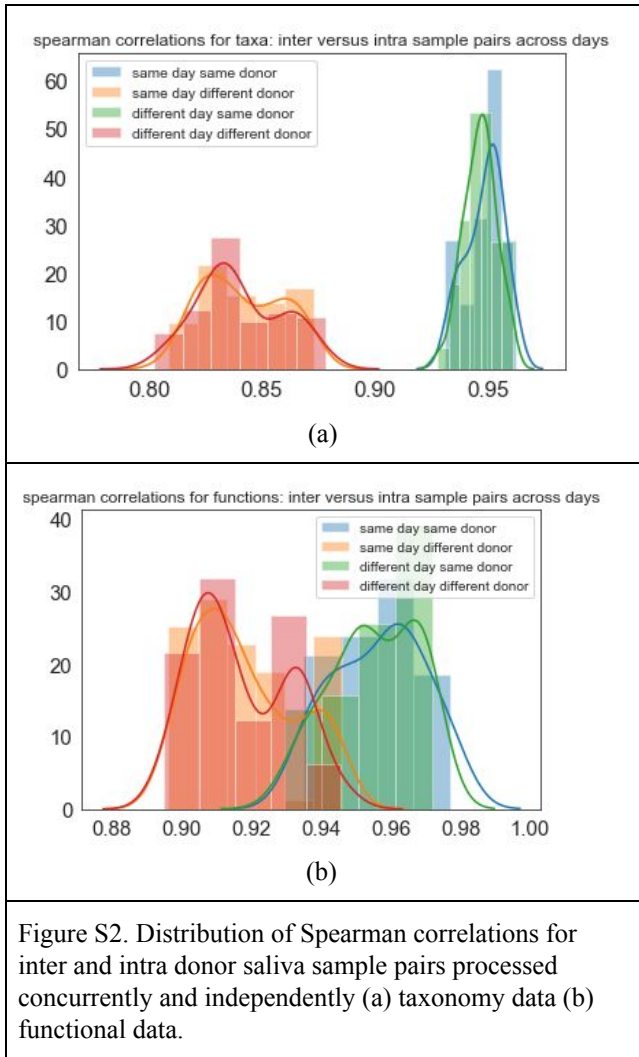 spearman correlations for taxa: inter versus intra sample pairs across days
same day same donor
same day different donor
different day same donor
different day different donor
60
50
40
30
20
10
0
0.80 0.85 0.90 0.95
(a)
spearman correlations for functions: inter versus intra sample pairs across days
same day same donor
same day different donor
different day same donor
different day different donor
40
30
20
10
0
0.88 0.90 0.92 0.94 0.96 0.98 1.00
(b)
Figure S2. Distribution of Spearman correlations for
inter and intra donor saliva sample pairs processed
concurrently and independently (a) taxonomy data (b)
functional data.